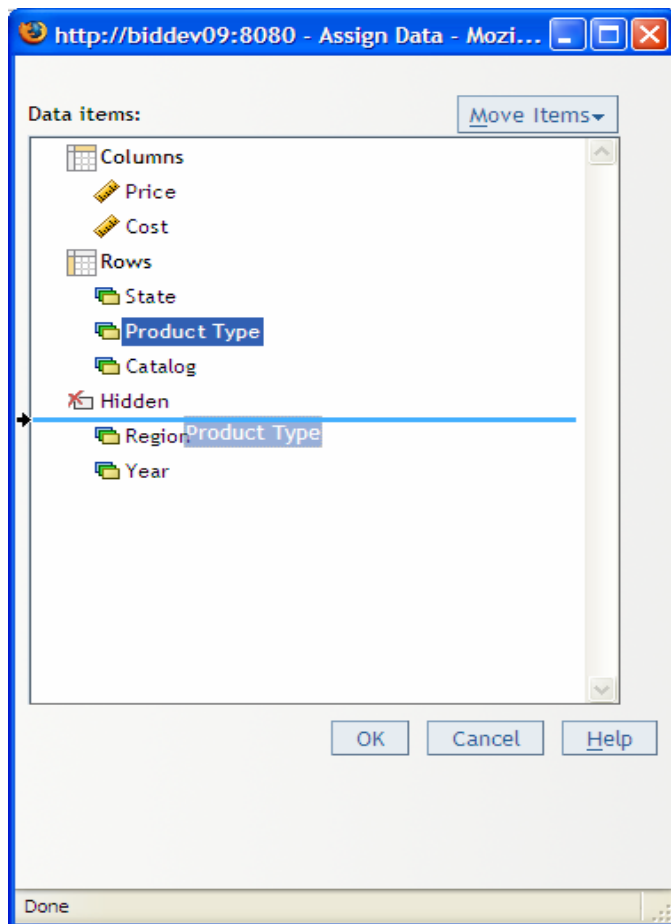 http://biddev09:8080 - Assign Data - Mozi...
Data items:
Move Items
Columns
Price
Cost
Rows
State
Product Type
Catalog
Hidden
Region
Product Type
Year
OK
Cancel
Help
Done